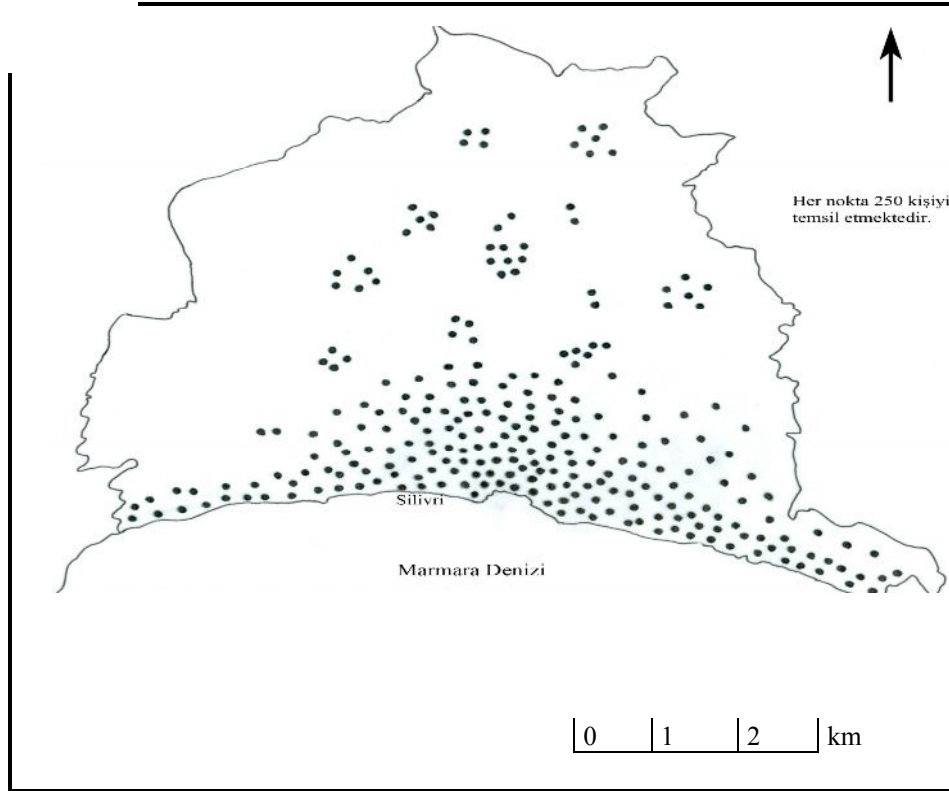 Her nokta 250 kişiyi
temsil etmektedir.
Silivri
Marmara Denizi
0 1 2 km